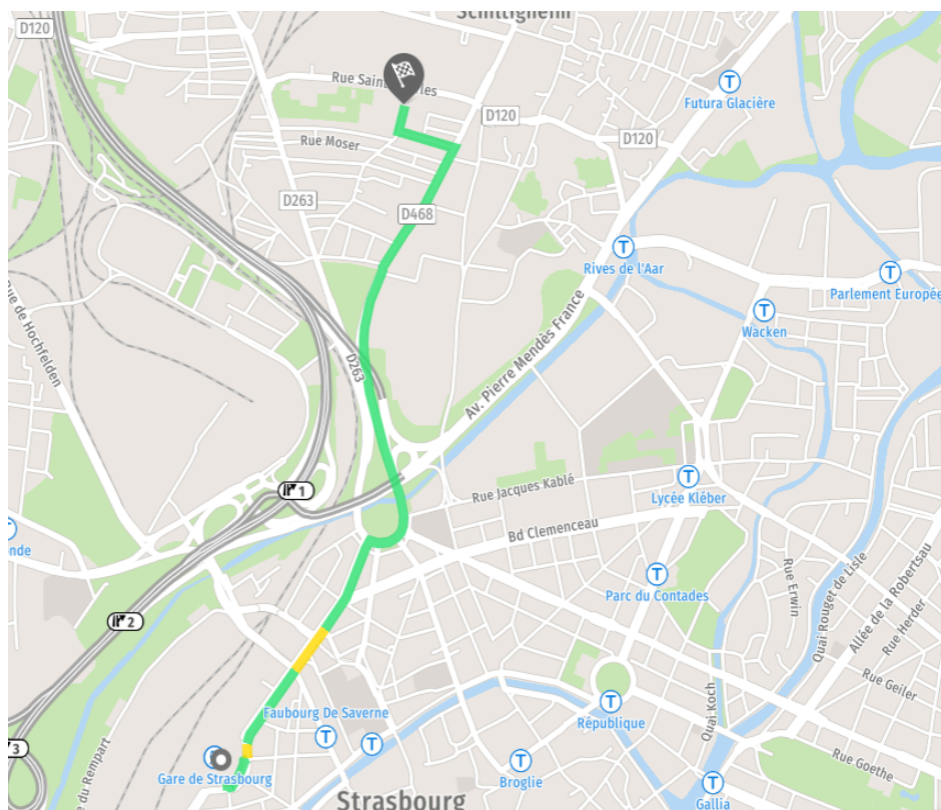 D120
Schiltigheim
Rue Sain
les
T
Futura Glacière
D120
D120
Rue Moser
D263
D468
T
Rives de l'Aar
T
Parlement Europée
T
Wacken
Rue de Hochfelden
D263
Av. Pierre Mendès France
1
Rue Jacques Kablé
T
Lycée Kléber
onde
Bd Clemenceau
T
Parc du Contades
Rue Erwin
Quai Rouget de Lisle
Allée de la Robertsau
Rue Herder
2
Rue Geiler
Quai Koch
T
République
Faubourg De Saverne
T
T
3
Gare de Strasbourg
e du Rempart
T
Broglie
T
Gallia
Rue Goethe
Strasbourg